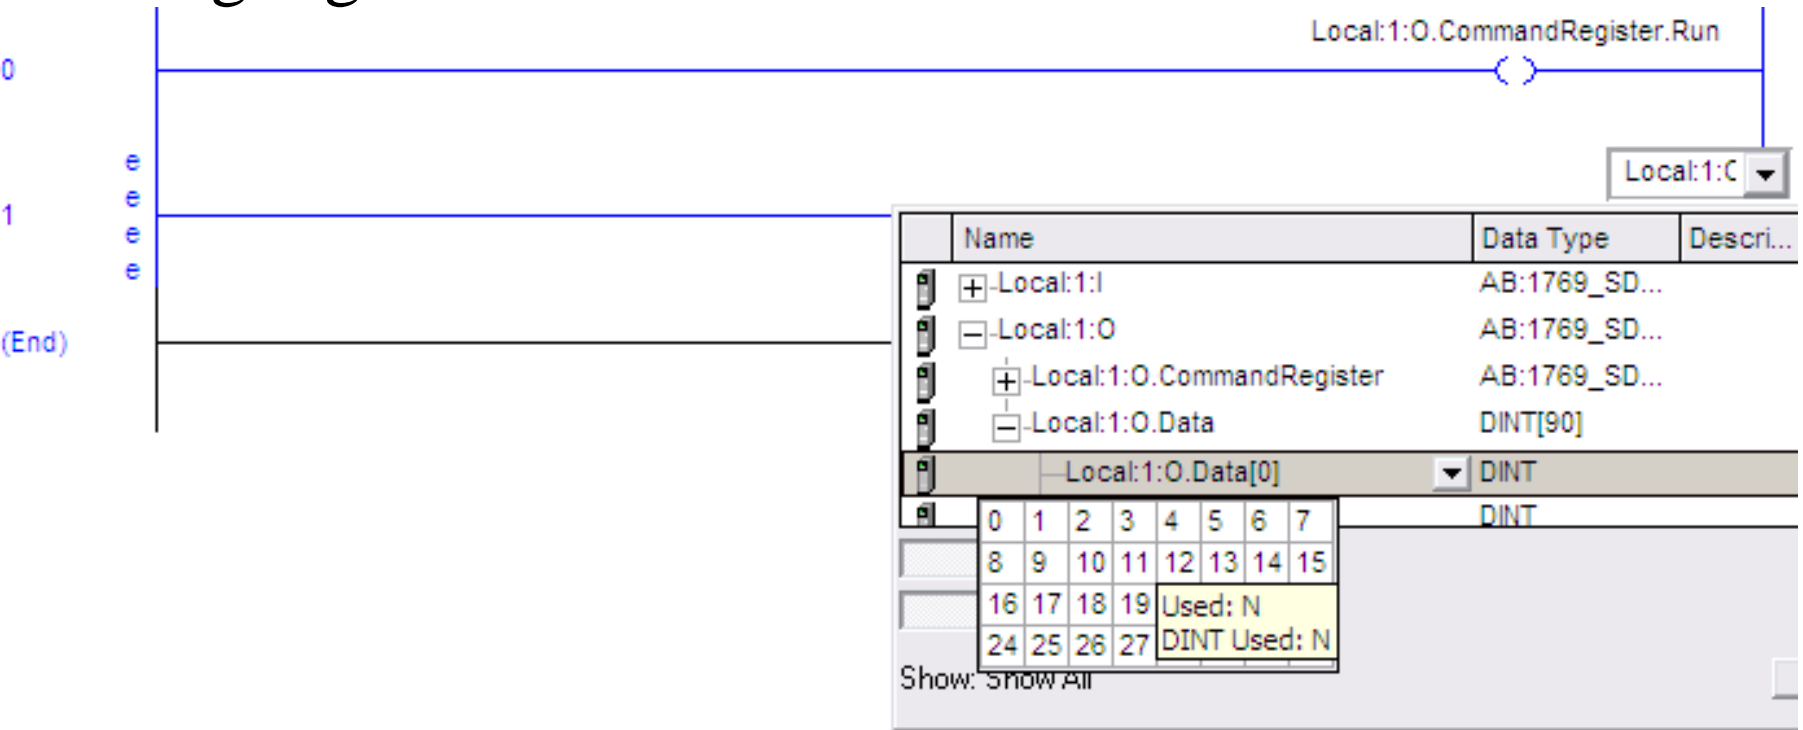 Local:1:O.CommandRegister.Run
0
e
Local:1:
e
1
e
Name Data Type Descri...
e
Local:1:I AB:1769_SD...
(End)
Local:1:O AB:1769_SD...
Local:1:O.CommandRegister AB:1769_SD...
Local:1:O.Data DINT[90]
Local:1:O.Data[0] DINT
DINT
0 1 2 3 4 5 6 7
8 9 10 11 12 13 14 15
16 17 18 19
Used: N
24 25 26 27
DINT Used: N
Show: Show All